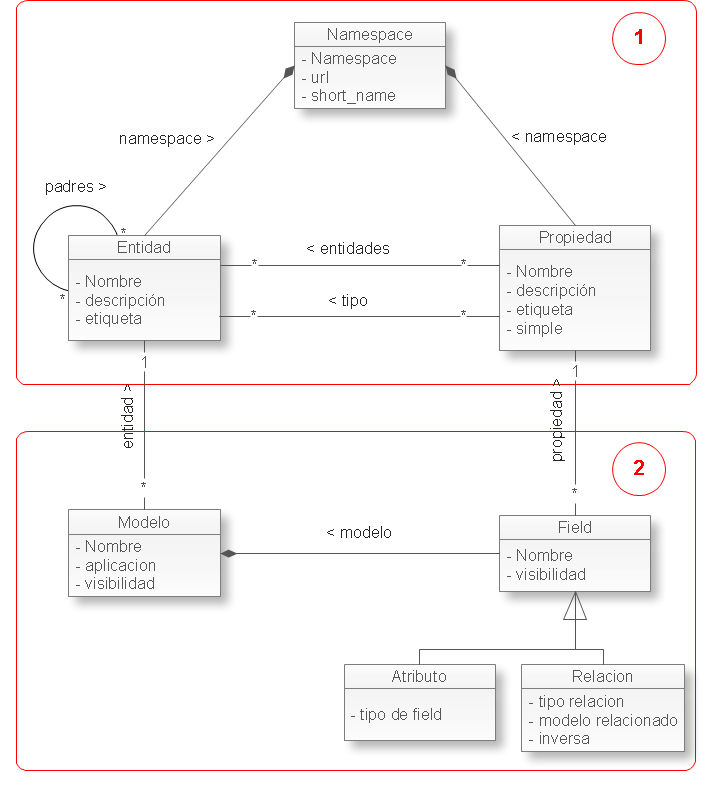 Namespace
- Namespace
- url
- short_name
1
namespace >
< namespace
padres >
*
*
Entidad
- Nombre
- descripción
- etiqueta
< entidades
*
*
< tipo
*
*
Propiedad
- Nombre
- descripción
- etiqueta
- simple
1
entidad >
*
1
propiedad >
*
2
Modelo
- Nombre
- aplicacion
- visibilidad
< modelo
Field
- Nombre
- visibilidad
Atributo
- tipo de field
Relacion
- tipo relacion
- modelo relacionado
- inversa